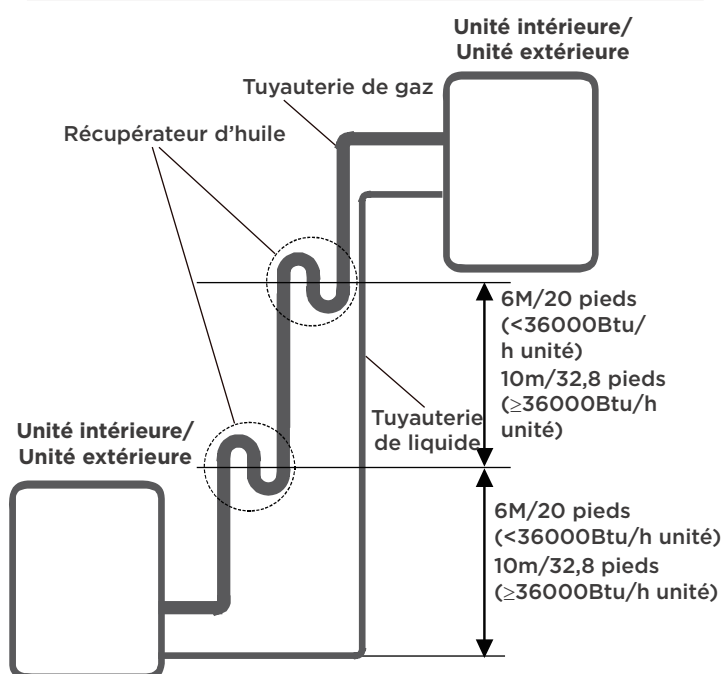 Unité intérieure/
Unité extérieure
Tuyauterie de gaz
Récupérateur d’huile
6M/20 pieds
(<36000Btu/
h unité)
10m/32,8 pieds
(≥36000Btu/h
unité)
Tuyauterie
de liquide
Unité intérieure/
Unité extérieure
6M/20 pieds
(<36000Btu/h unité)
10m/32,8 pieds
(≥36000Btu/h unité)